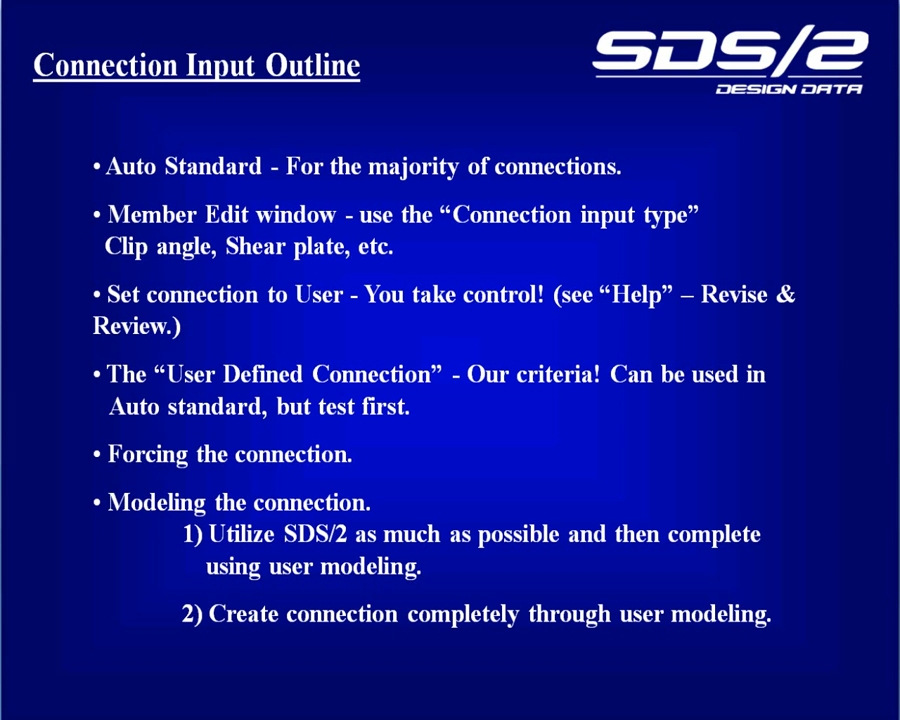 Connection Input Outline
SDS/2
DESIGN DATA
• Auto Standard - For the majority of connections.
• Member Edit window - use the “Connection input type”
Clip angle, Shear plate, etc.
• Set connection to User - You take control! (see “Help” – Revise &
Review.)
• The “User Defined Connection” - Our criteria! Can be used in
Auto standard, but test first.
• Forcing the connection.
• Modeling the connection.
1) Utilize SDS/2 as much as possible and then complete
using user modeling.
2) Create connection completely through user modeling.